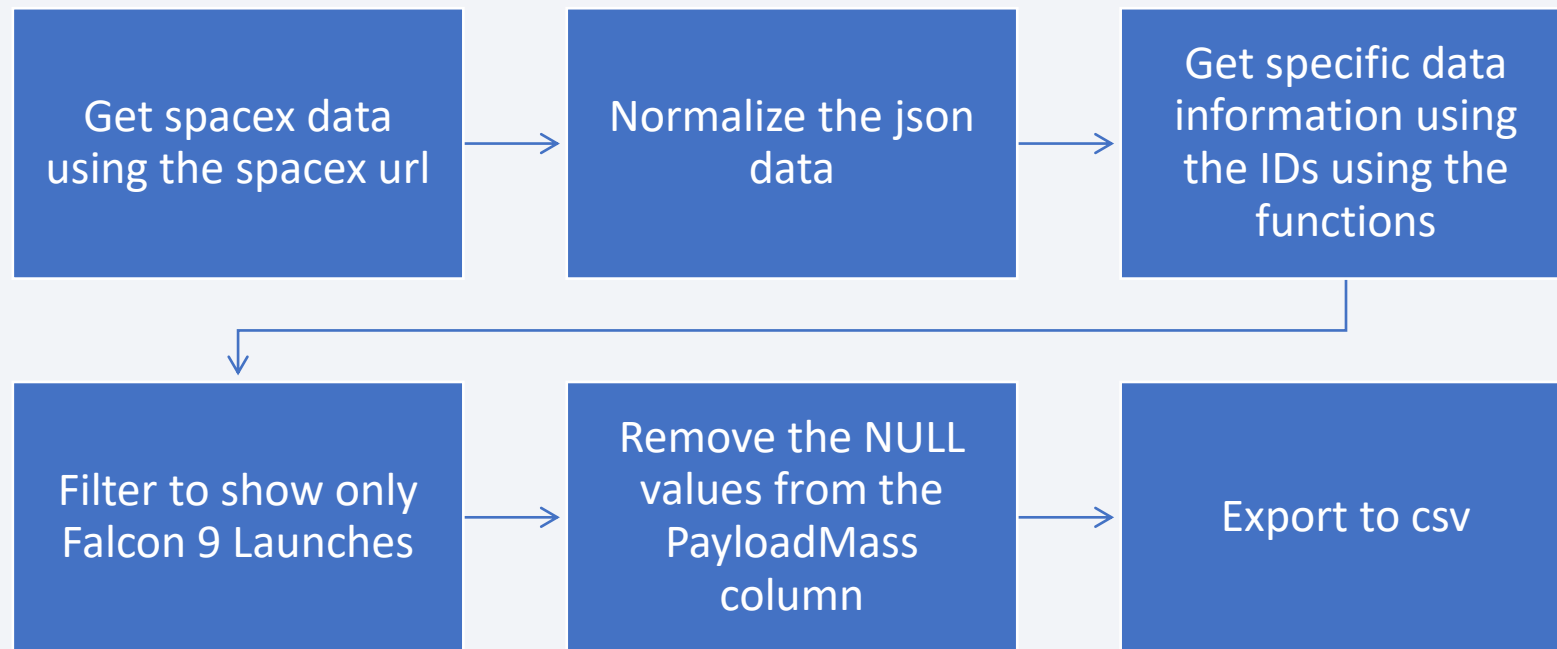 Get spacex data
using the spacex url
Normalize the json
data
Get specific data
information using
the IDs using the
functions
Filter to show only
Falcon 9 Launches
Remove the NULL
values from the
PayloadMass
column
Export to csv